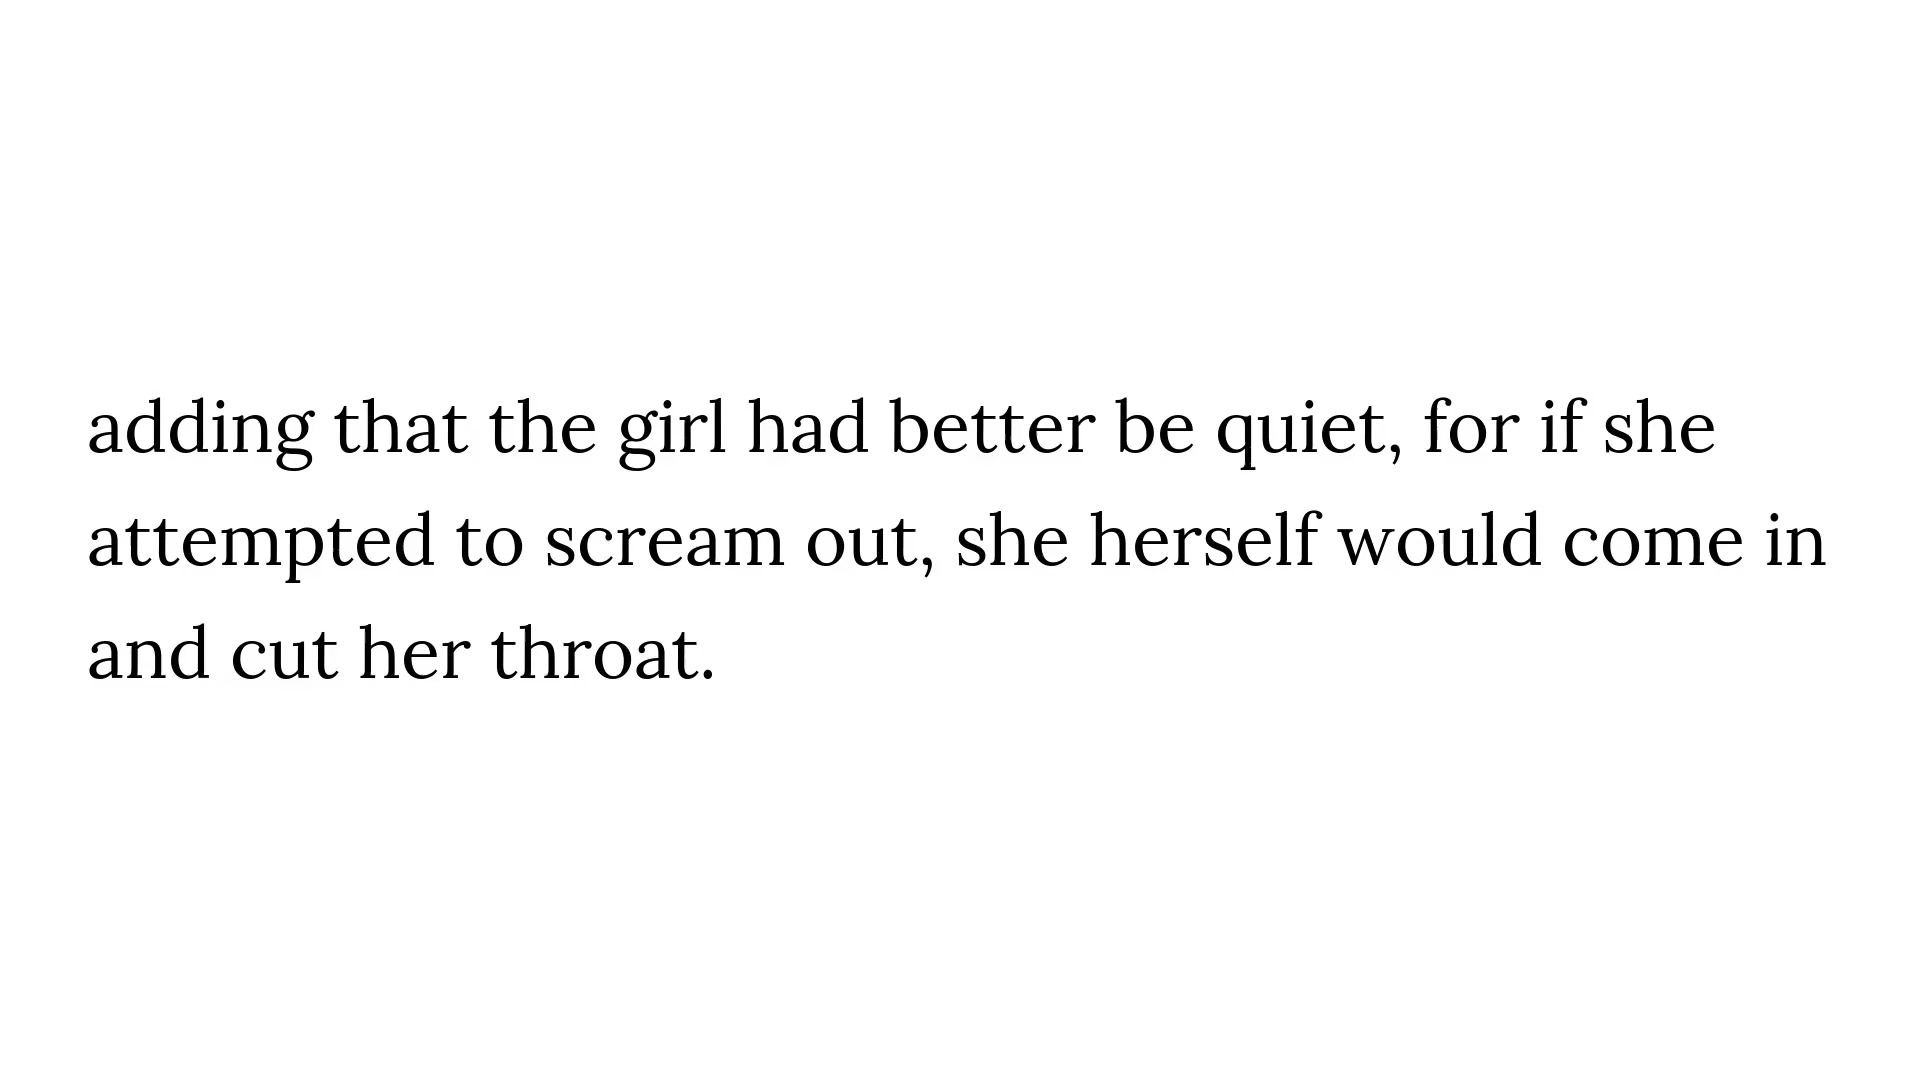 adding that the girl had better be quiet, for if she
attempted to scream out, she herself would come in
and cut her throat.